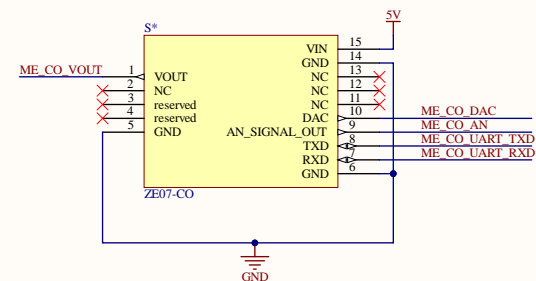 5V
S*
VIN 15
GND 14
ME_CO_VOUT 1 VOUT NC 13
2 NC NC 12
3 reserved NC 11
4 reserved DAC 10 ME_CO_DAC
5 GND AN_SIGNAL_OUT 9 ME_CO_AN
TXD 8 ME_CO_UART_TXD
RXD 7 ME_CO_UART_RXD
GND 6
ZE07-CO
GND